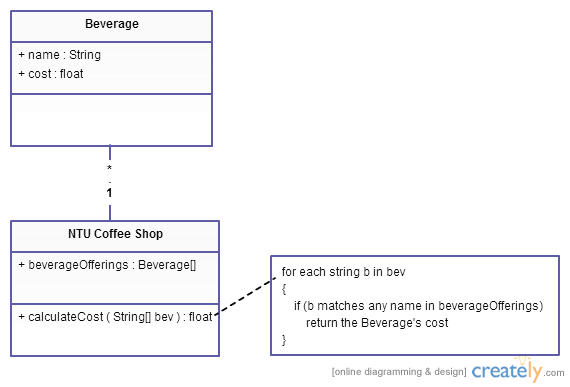 Beverage
+ name : String
+ cost : float
*
1
NTU Coffee Shop
+ beverageOfferings : Beverage[]
+ calculateCost ( String[] bev ) : float
for each string b in bev
{
if (b matches any name in beverageOfferings)
return the Beverage's cost
}
[online diagramming & design] creately.com